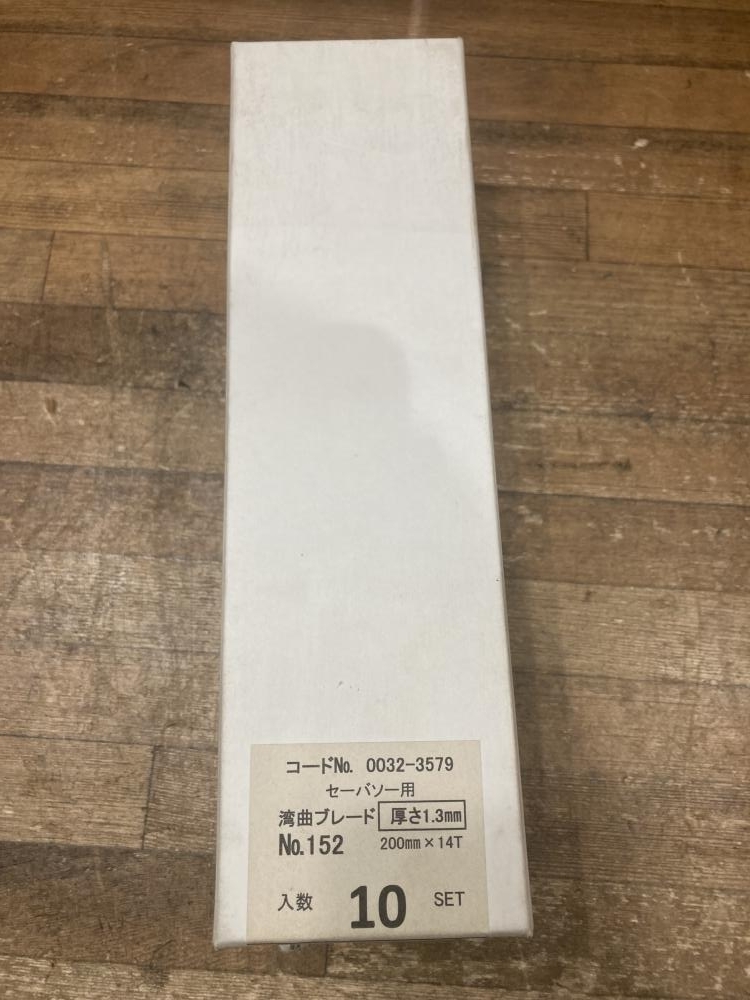 コードNo. 0032-3579
セーバソー用
湾曲ブレード 厚さ1.3mm
No.152 200mm×14T
入数 10 SET